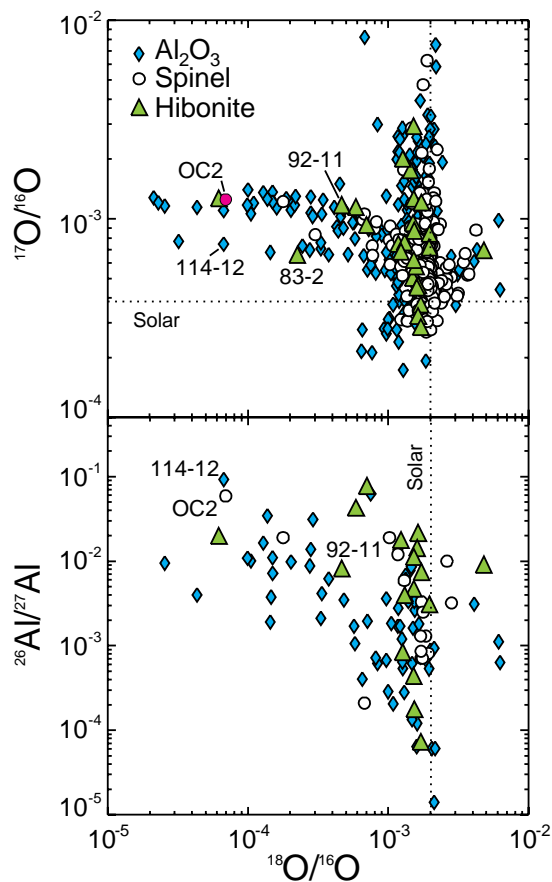 10⁻²
Al₂O₃
Spinel
Hibonite
92-11
OC2
10⁻³
¹⁷O/¹⁶O
114-12
83-2
Solar
10⁻⁴
10⁻¹
114-12
Solar
OC2
10⁻²
92-11
²⁶Al/²⁷Al
10⁻³
10⁻⁴
10⁻⁵
10⁻⁵ 10⁻⁴ 10⁻³ 10⁻²
¹⁸O/¹⁶O